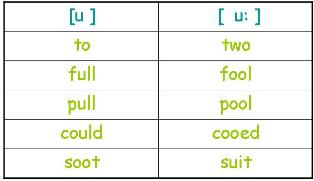 [u ] [ u: ]
to two
full fool
pull pool
could cooed
soot suit